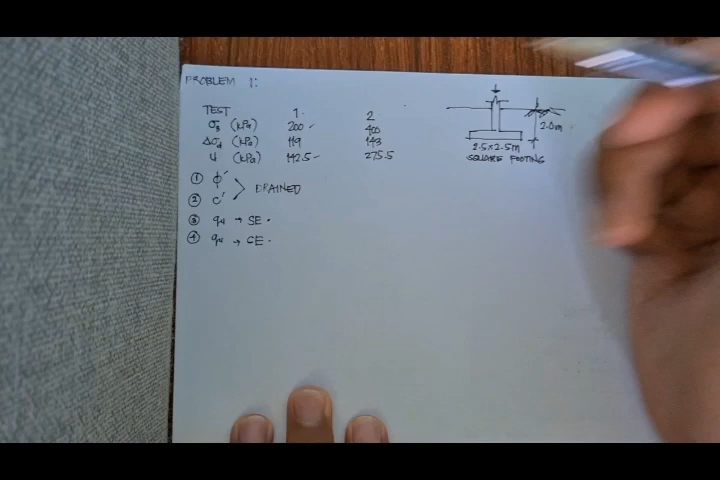 PROBLEM 1:
TEST 1 2
σ3 (kPa) 200 400
Δσd (kPa) 119 143
u (kPa) 142.5 275.5
① φ'
② c'
DRAINED
③ qu → SE.
④ qu → CE.
2.0m
2.5 x 2.5m
SQUARE FOOTING